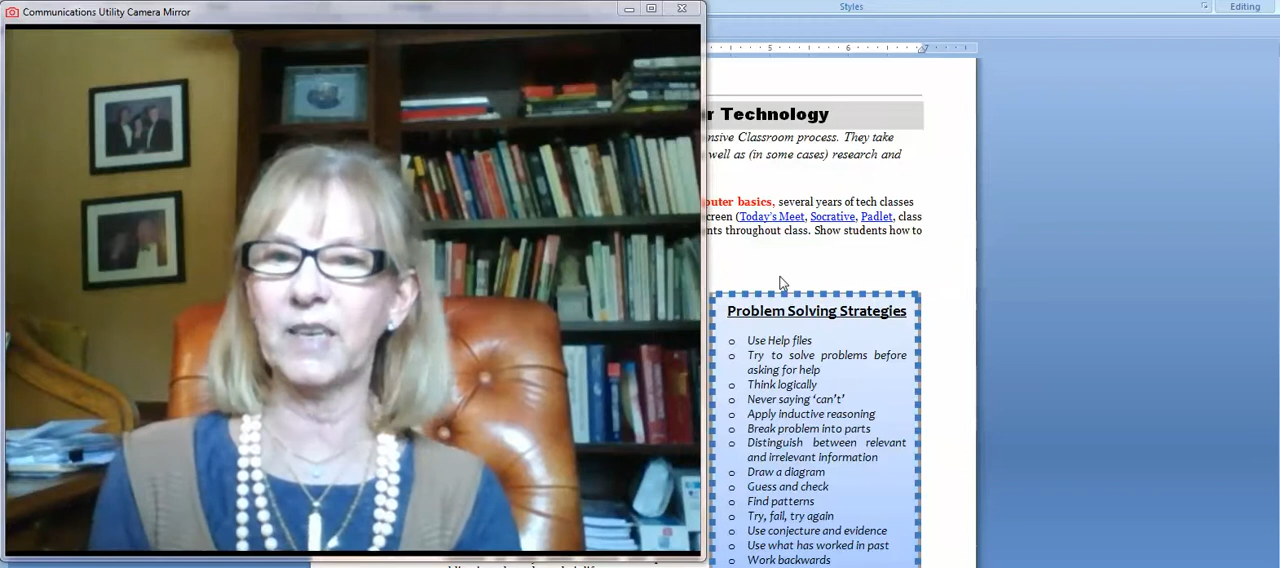 Communications Utility Camera Mirror
Styles
Editing
5 6 7
r Technology
nsive Classroom process. They take
well as (in some cases) research and
puter basics, several years of tech classes
creen (Today's Meet, Socrative, Padlet, class
nts throughout class. Show students how to
Problem Solving Strategies
o Use Help files
o Try to solve problems before
asking for help
o Think logically
o Never saying 'can't'
o Apply inductive reasoning
o Break problem into parts
o Distinguish between relevant
and irrelevant information
o Draw a diagram
o Guess and check
o Find patterns
o Try, fail, try again
o Use conjecture and evidence
o Use what has worked in past
o Work backwards